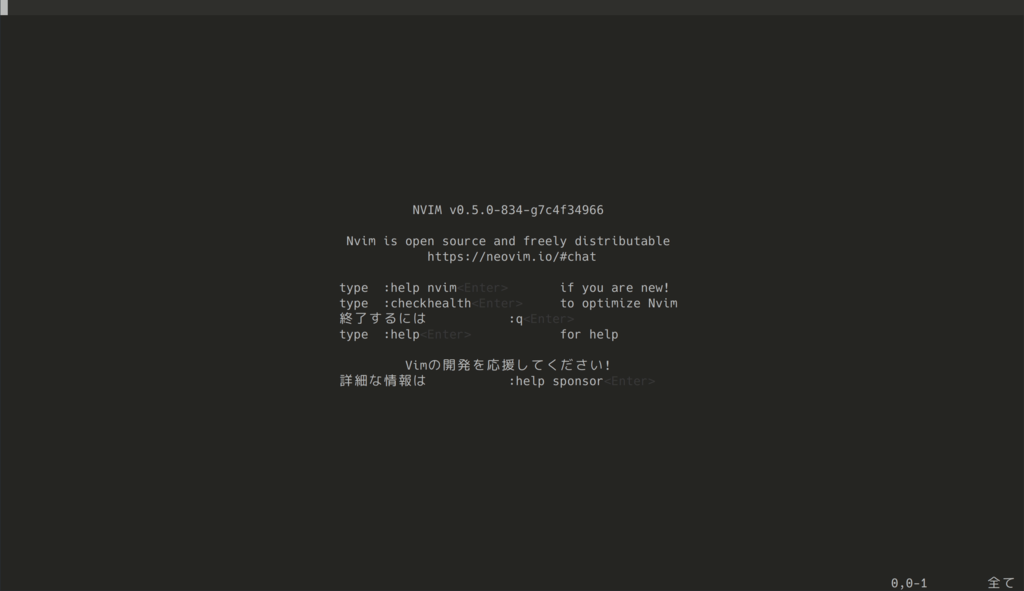 NVIM v0.5.0-834-g7c4f34966
Nvim is open source and freely distributable
https://neovim.io/#chat
type :help nvim<Enter> if you are new!
type :checkhealth<Enter> to optimize Nvim
終了するには :q<Enter>
type :help<Enter> for help
Vimの開発を応援してください!
詳細な情報は :help sponsor<Enter>
0,0-1 全て